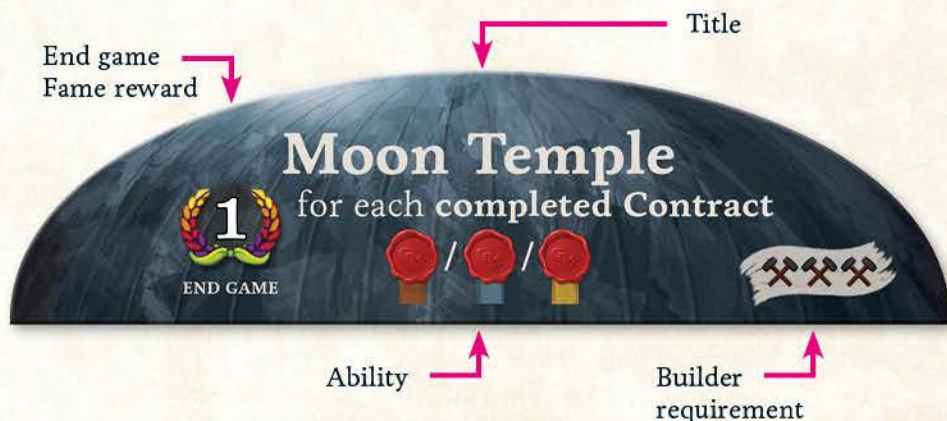 Title
End game
Fame reward
Moon Temple
for each completed Contract
1
/ /
END GAME
Ability
Builder
requirement